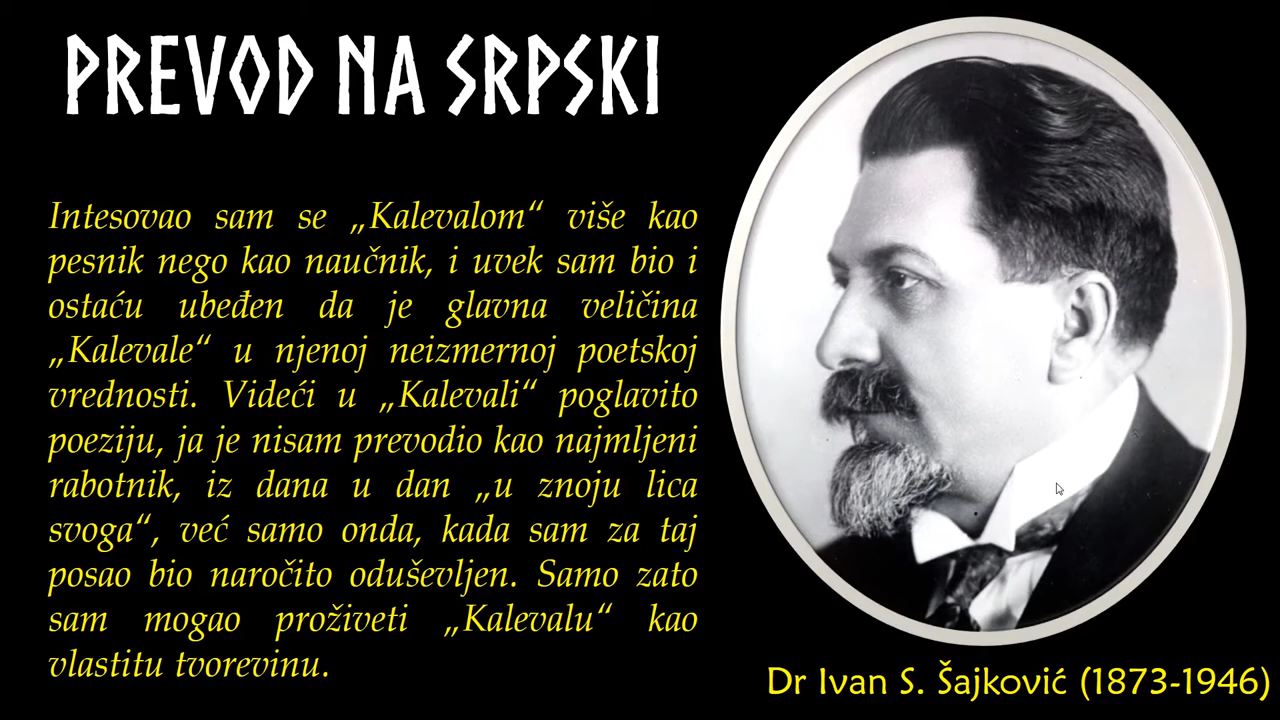 PREVOD NA SRPSKI
Intesovao sam se „Kalevalom“ više kao
pesnik nego kao naučnik, i uvek sam bio i
ostaću ubeđen da je glavna veličina
„Kalevale“ u njenoj neizmernoj poetskoj
vrednosti. Videći u „Kalevali“ poglavito
poeziju, ja je nisam prevodio kao najmljeni
rabotnik, iz dana u dan „u znoju lica
svoga“, već samo onda, kada sam za taj
posao bio naročito oduševljen. Samo zato
sam mogao proživeti „Kalevalu“ kao
vlastitu tvorevinu.
Dr Ivan S. Šajković (1873-1946)